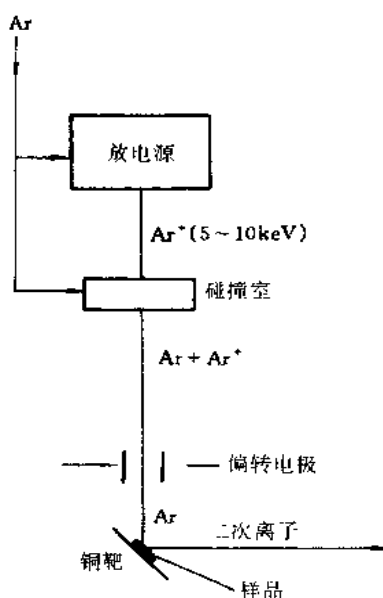 Ar
放电源
Ar⁺(5~10keV)
碰撞室
Ar + Ar⁺
偏转电极
Ar
二次离子
铜靶
样品